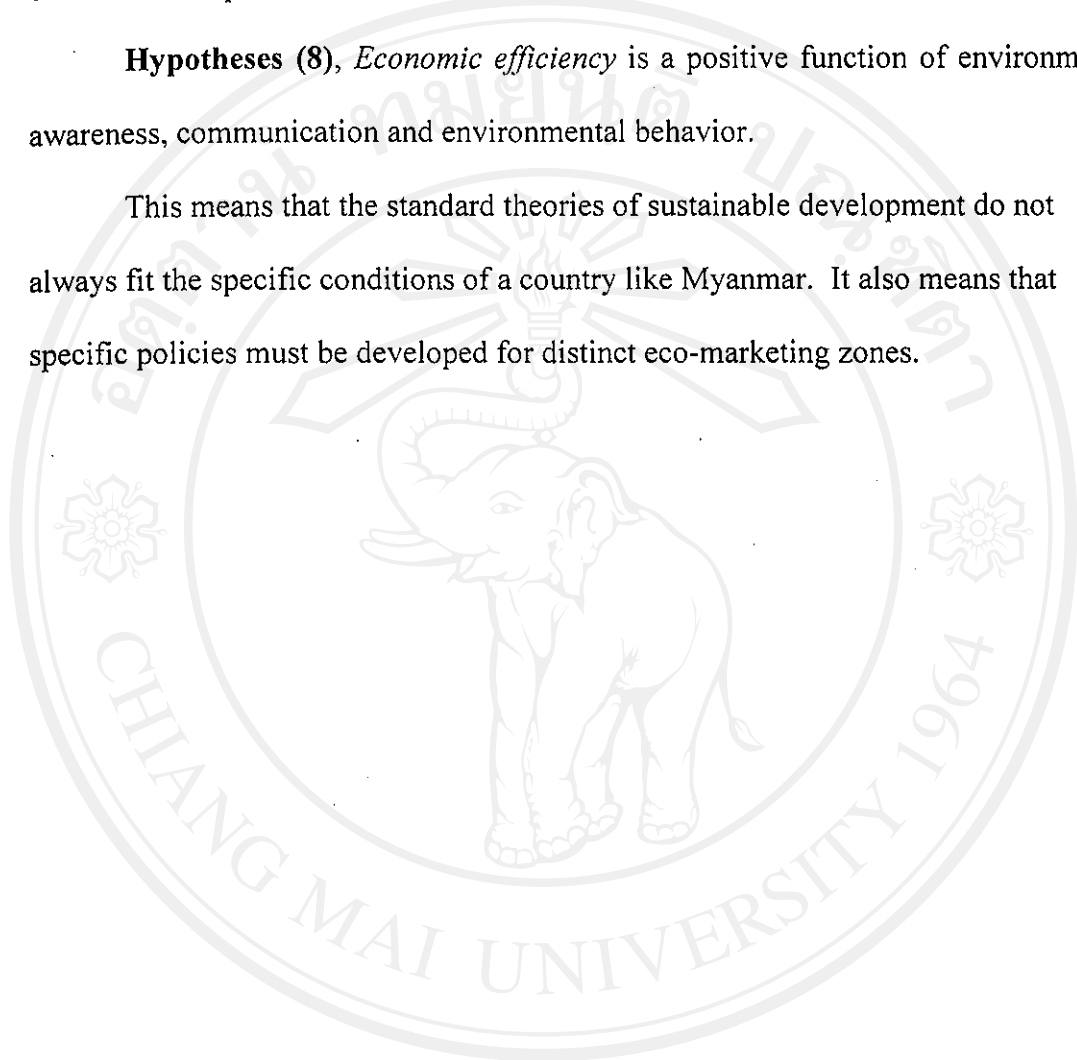 Hypotheses (8), Economic efficiency is a positive function of
awareness, communication and environmental behavior.
This means that the standard theories of sustainable development do not
always fit the specific conditions of a country like Myanmar. It also means that
specific policies must be developed for distinct eco-marketing zones.
CHIANG MAI UNIVERSITY 1964